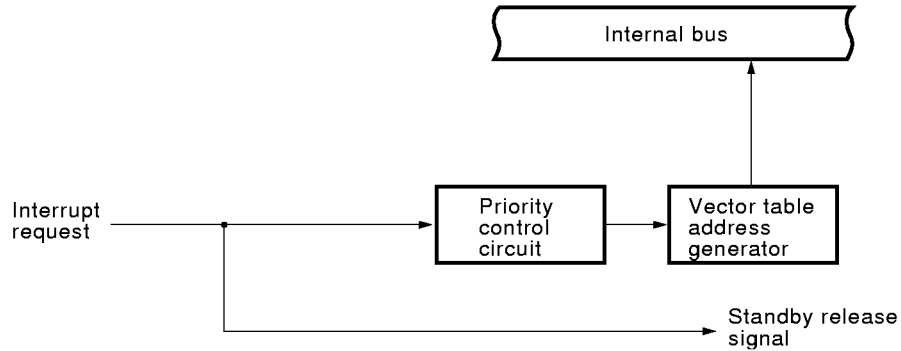 Internal bus
Interrupt
request
Priority
control
circuit
Vector table
address
generator
Standby release
signal